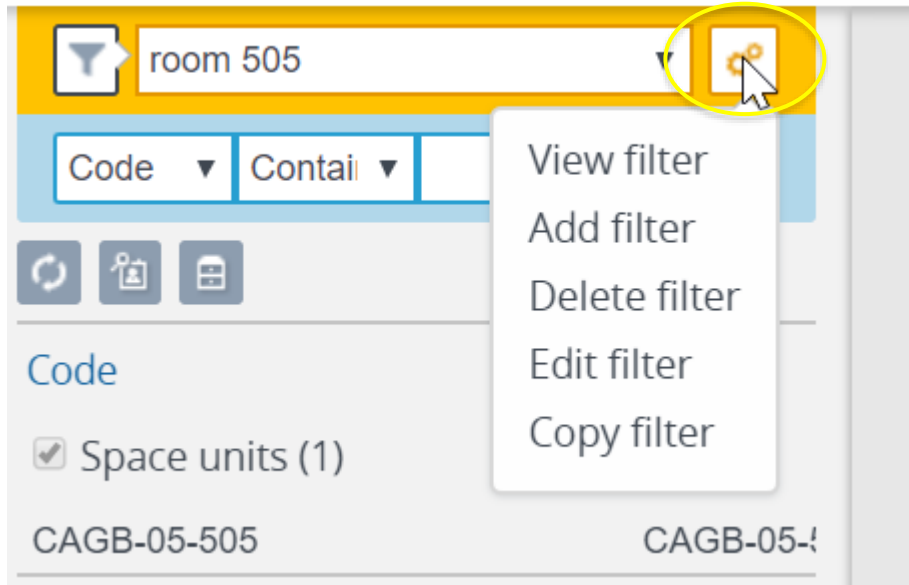 room 505
Code Contai
View filter
Add filter
Delete filter
Edit filter
Copy filter
Code
Space units (1)
CAGB-05-505 CAGB-05-